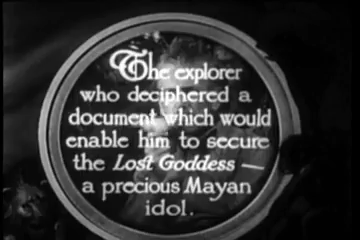 The explorer
who deciphered a
document which would
enable him to secure
the Lost Goddess —
a precious Mayan
idol.